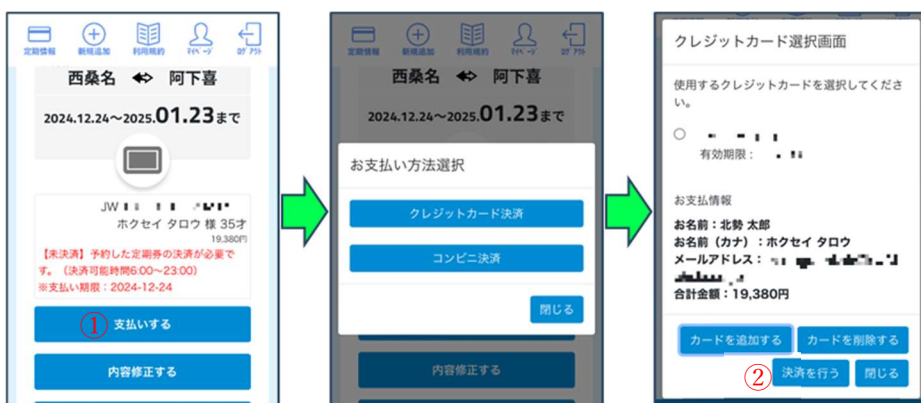 定期情報 新規追加 利用規約 ﾏｲﾍﾟｰｼﾞ ﾛｸﾞｱｳﾄ
西桑名 阿下喜
2024.12.24～2025.01.23まで
JW
ホクセイ タロウ 様 35才
19,380円
【未決済】予約した定期券の決済が必要で
す。（決済可能時間6:00～23:00）
※支払い期限：2024-12-24
① 支払いする
内容修正する
定期情報 新規追加 利用規約 ﾏｲﾍﾟｰｼﾞ ﾛｸﾞｱｳﾄ
西桑名 阿下喜
2024.12.24～2025.01.23まで
お支払い方法選択
クレジットカード決済
コンビニ決済
閉じる
内容修正する
クレジットカード選択画面
使用するクレジットカードを選択してくださ
い。
有効期限：
お支払情報
お名前：北勢 太郎
お名前（カナ）：ホクセイ タロウ
メールアドレス：
合計金額：19,380円
カードを追加する カードを削除する
② 決済を行う 閉じる